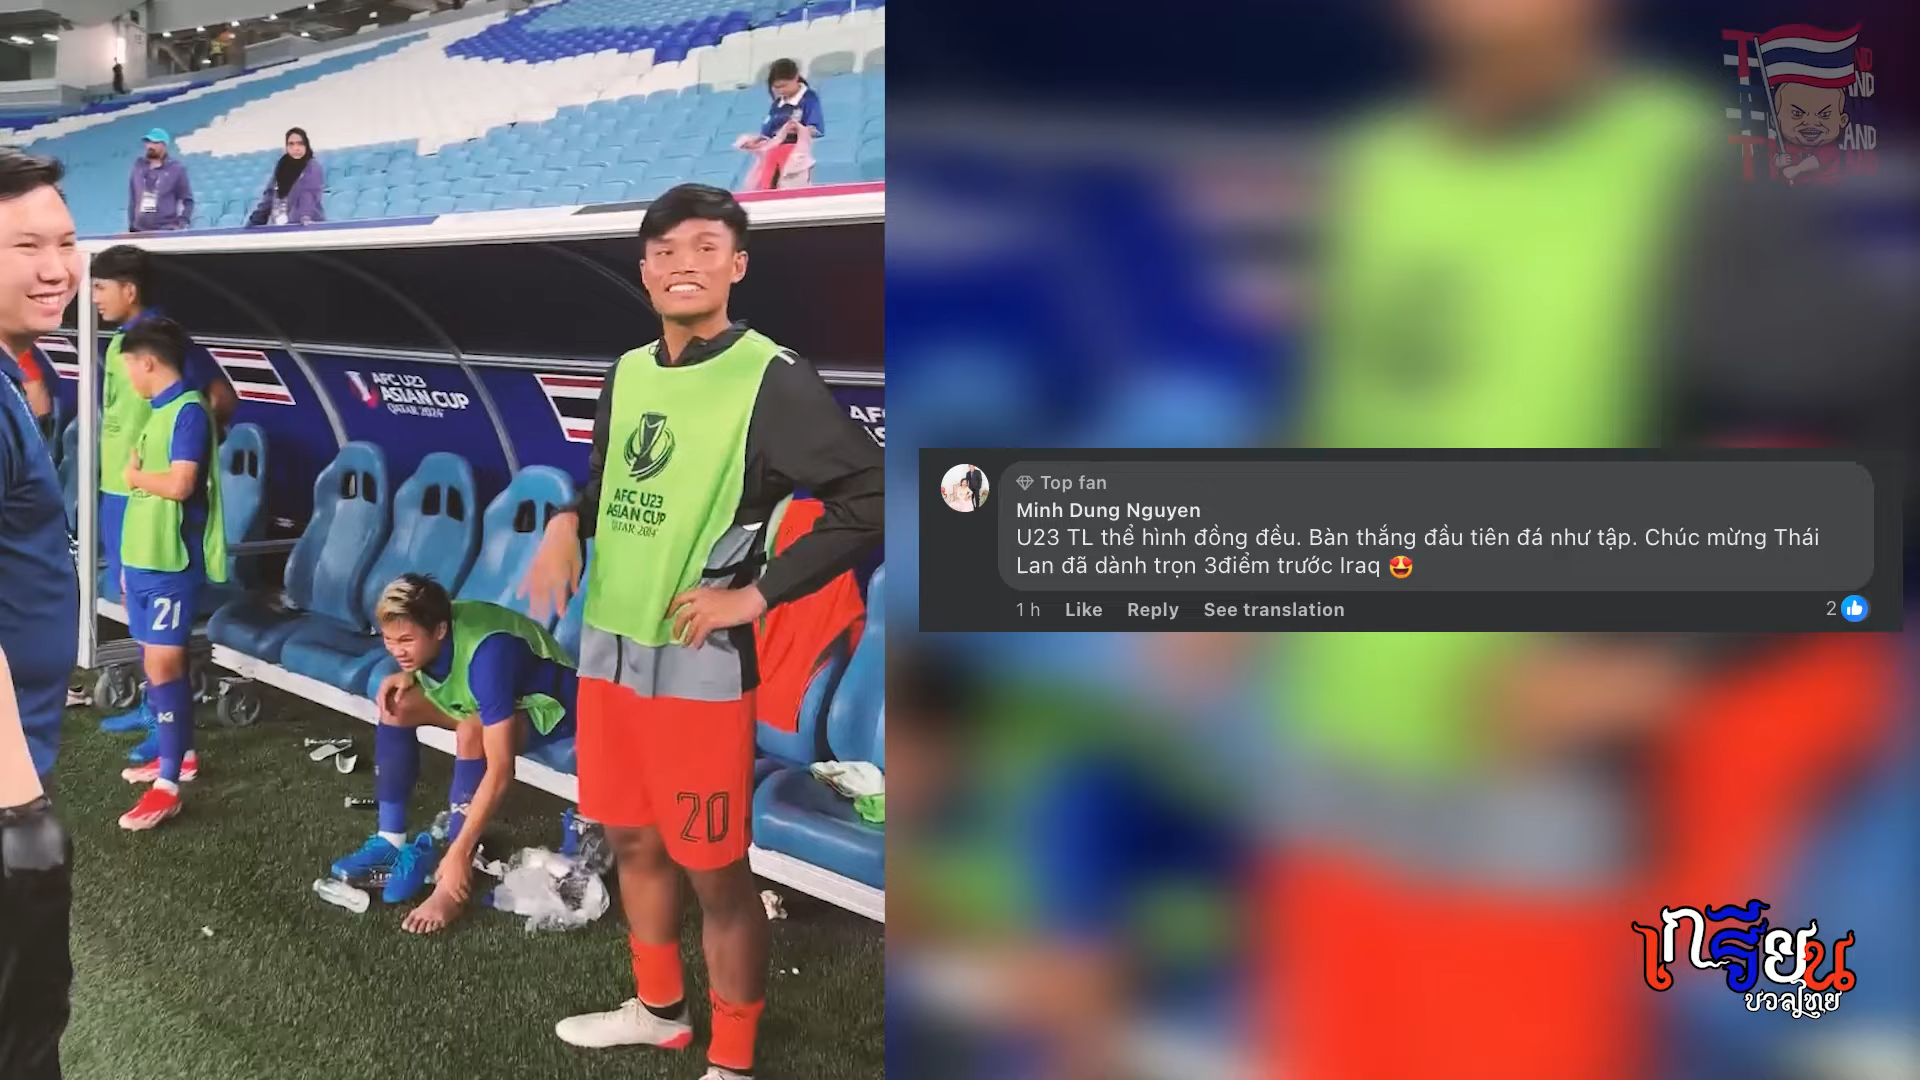 AFC U23
ASIAN CUP
QATAR 2024
AFC U23
ASIAN CUP
QATAR 2024
21
20
Top fan
Minh Dung Nguyen
U23 TL thể hình đồng đều. Bàn thắng đầu tiên đá như tập. Chúc mừng Thái
Lan đã dành trọn 3điểm trước Iraq
1 h Like Reply See translation
2
เกรียน
บอลไทย